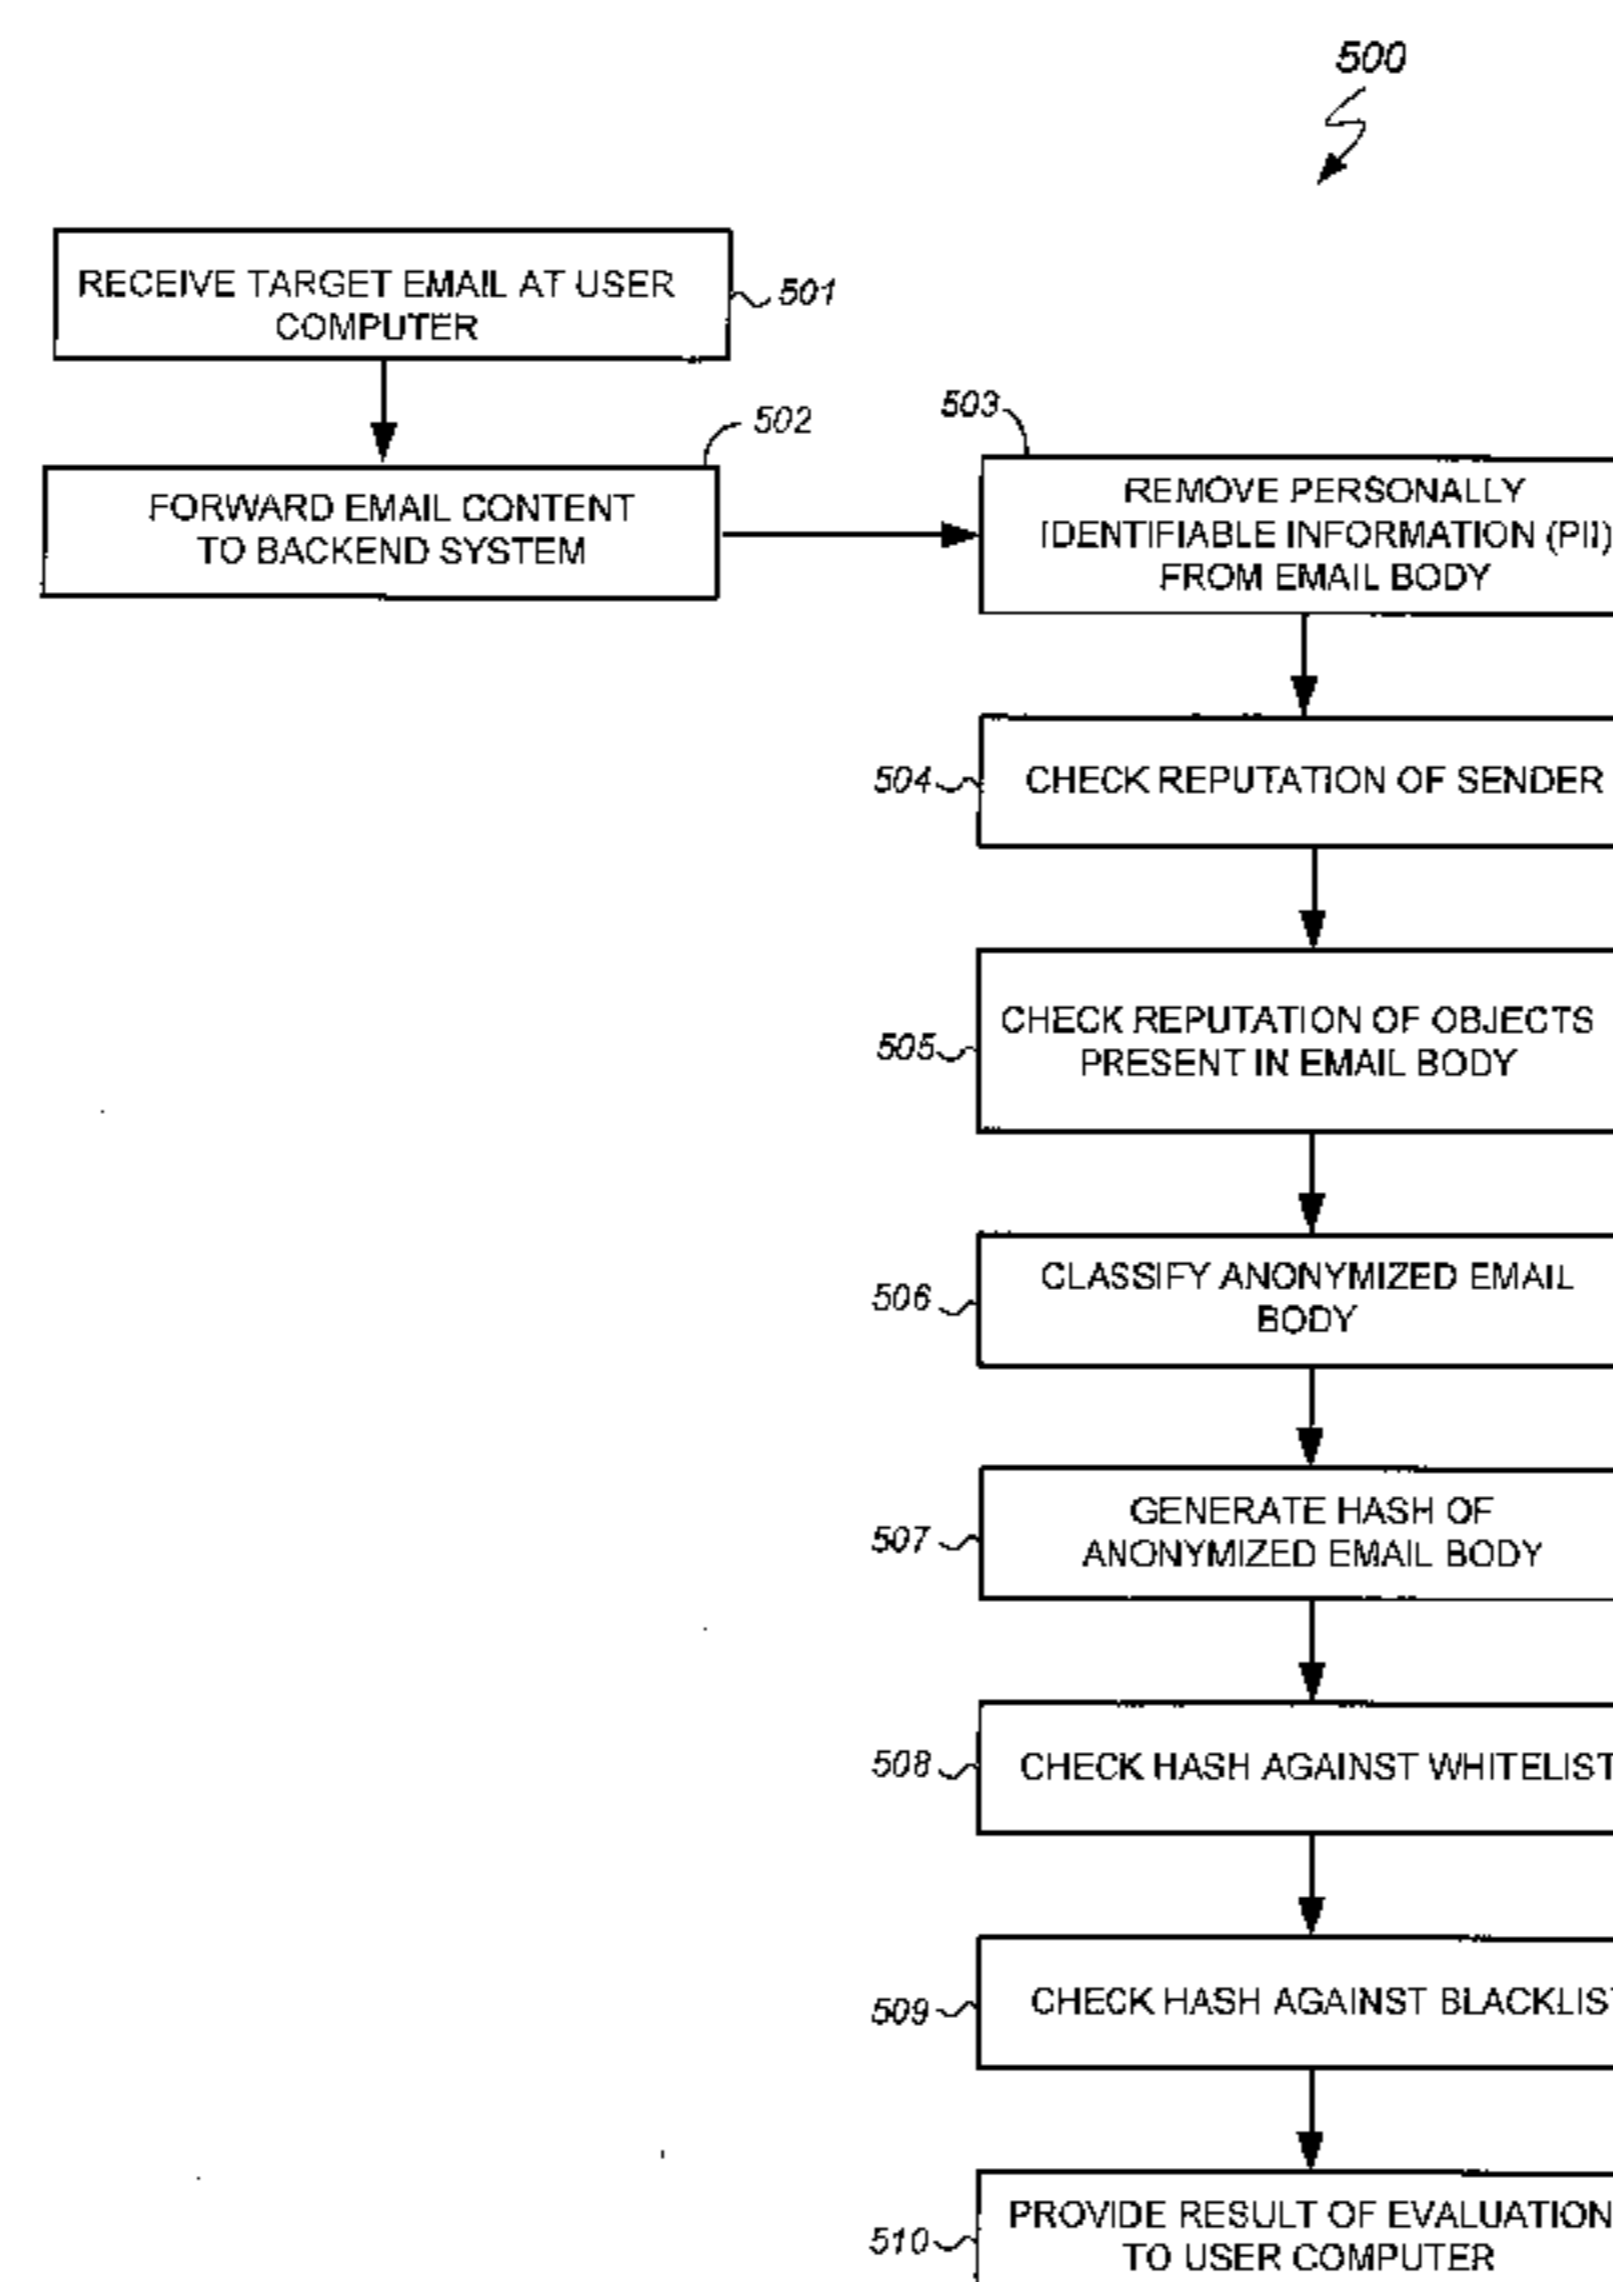 500
RECEIVE TARGET EMAIL AT USER
COMPUTER
501
502
FORWARD EMAIL CONTENT
TO BACKEND SYSTEM
503
REMOVE PERSONALLY
IDENTIFIABLE INFORMATION (PII)
FROM EMAIL BODY
504
CHECK REPUTATION OF SENDER
505
CHECK REPUTATION OF OBJECTS
PRESENT IN EMAIL BODY
506
CLASSIFY ANONYMIZED EMAIL
BODY
507
GENERATE HASH OF
ANONYMIZED EMAIL BODY
508
CHECK HASH AGAINST WHITELIST
509
CHECK HASH AGAINST BLACKLIST
510
PROVIDE RESULT OF EVALUATION
TO USER COMPUTER